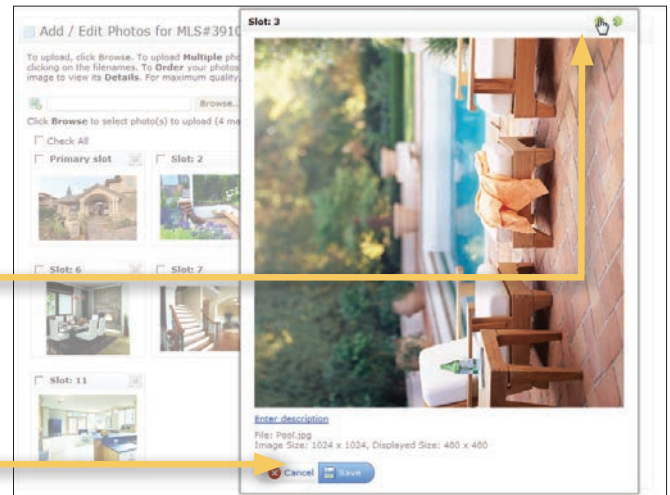 Add / Edit Photos for MLS#3910
To upload, click Browse. To upload Multiple pho
clicking on the filenames. To Order your photos
image to view its Details. For maximum quality,
Browse...
Click Browse to select photo(s) to upload (4 ma
Check All
Primary slot
Slot: 2
Slot: 6
Slot: 7
Slot: 11
Slot: 3
Enter description
File: Pool.jpg
Image Size: 1024 x 1024, Displayed Size: 480 x 480
Cancel
Save